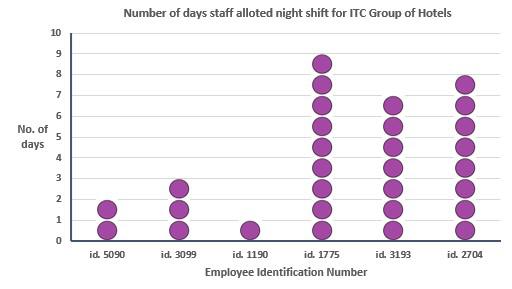 Number of days staff alloted night shift for ITC Group of Hotels
10
9
8
7
6
5
4
3
2
1
0
No. of
days
id. 5090 id. 3099 id. 1190 id. 1775 id. 3193 id. 2704
Employee Identification Number